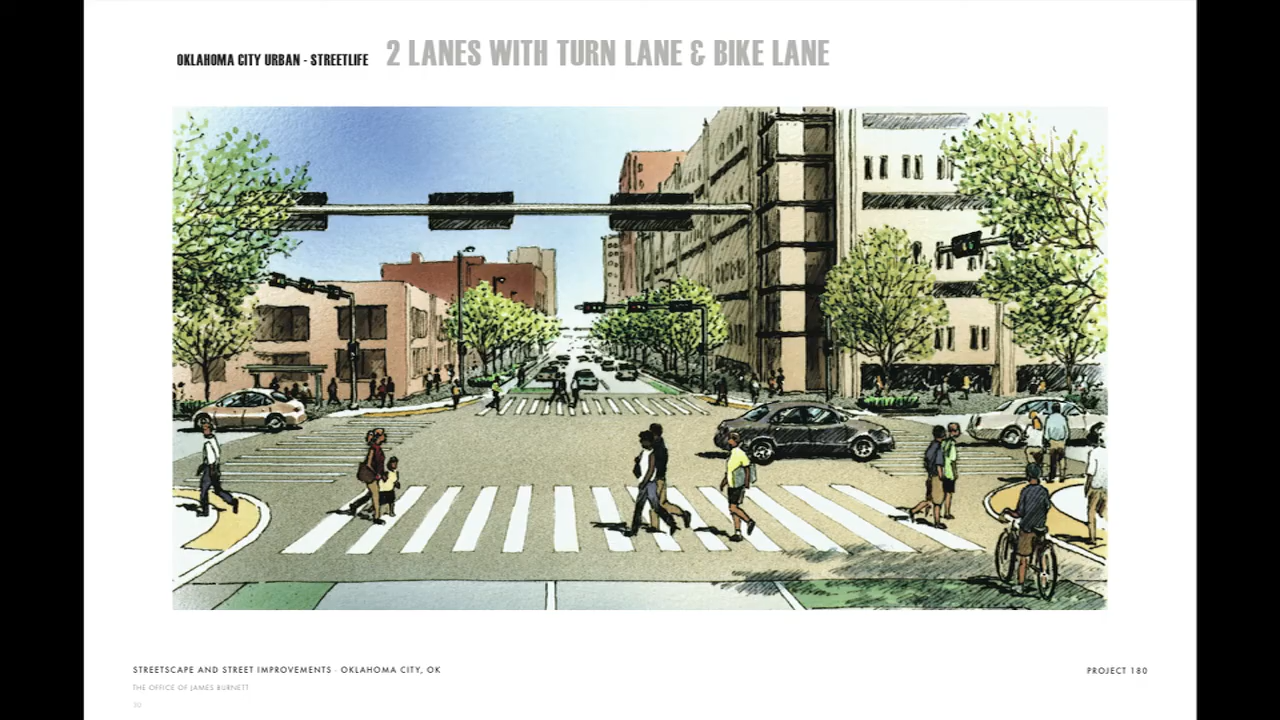 OKLAHOMA CITY URBAN - STREETLIFE 2 LANES WITH TURN LANE & BIKE LANE
STREETSCAPE AND STREET IMPROVEMENTS · OKLAHOMA CITY, OK
PROJECT 180
THE OFFICE OF JAMES BURNETT
30